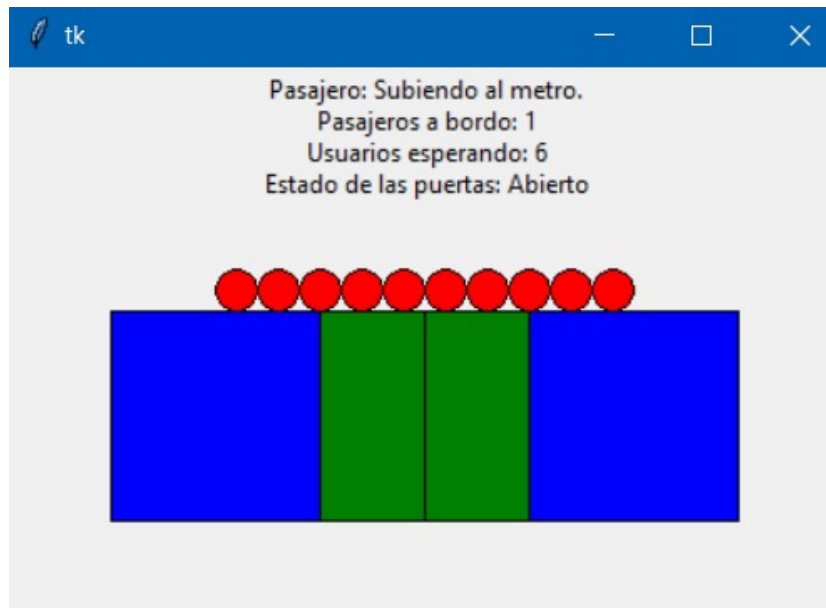 tk
Pasajero: Subiendo al metro.
Pasajeros a bordo: 1
Usuarios esperando: 6
Estado de las puertas: Abierto